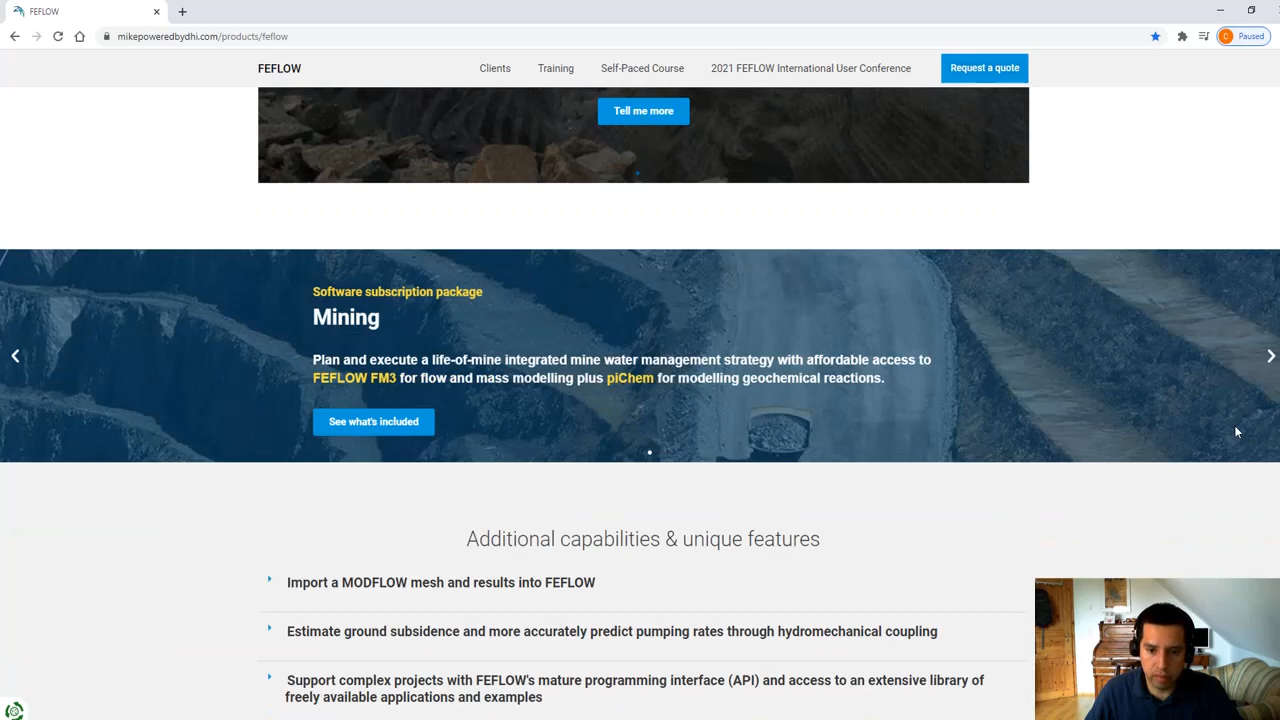 FEFLOW
mikepoweredbydhi.com/products/feflow
C Paused
FEFLOW Clients Training Self-Paced Course 2021 FEFLOW International User Conference Request a quote
Tell me more
Software subscription package
Mining
Plan and execute a life-of-mine integrated mine water management strategy with affordable access to
FEFLOW FM3 for flow and mass modelling plus piChem for modelling geochemical reactions.
See what's included
Additional capabilities & unique features
Import a MODFLOW mesh and results into FEFLOW
Estimate ground subsidence and more accurately predict pumping rates through hydromechanical coupling
Support complex projects with FEFLOW's mature programming interface (API) and access to an extensive library of
freely available applications and examples